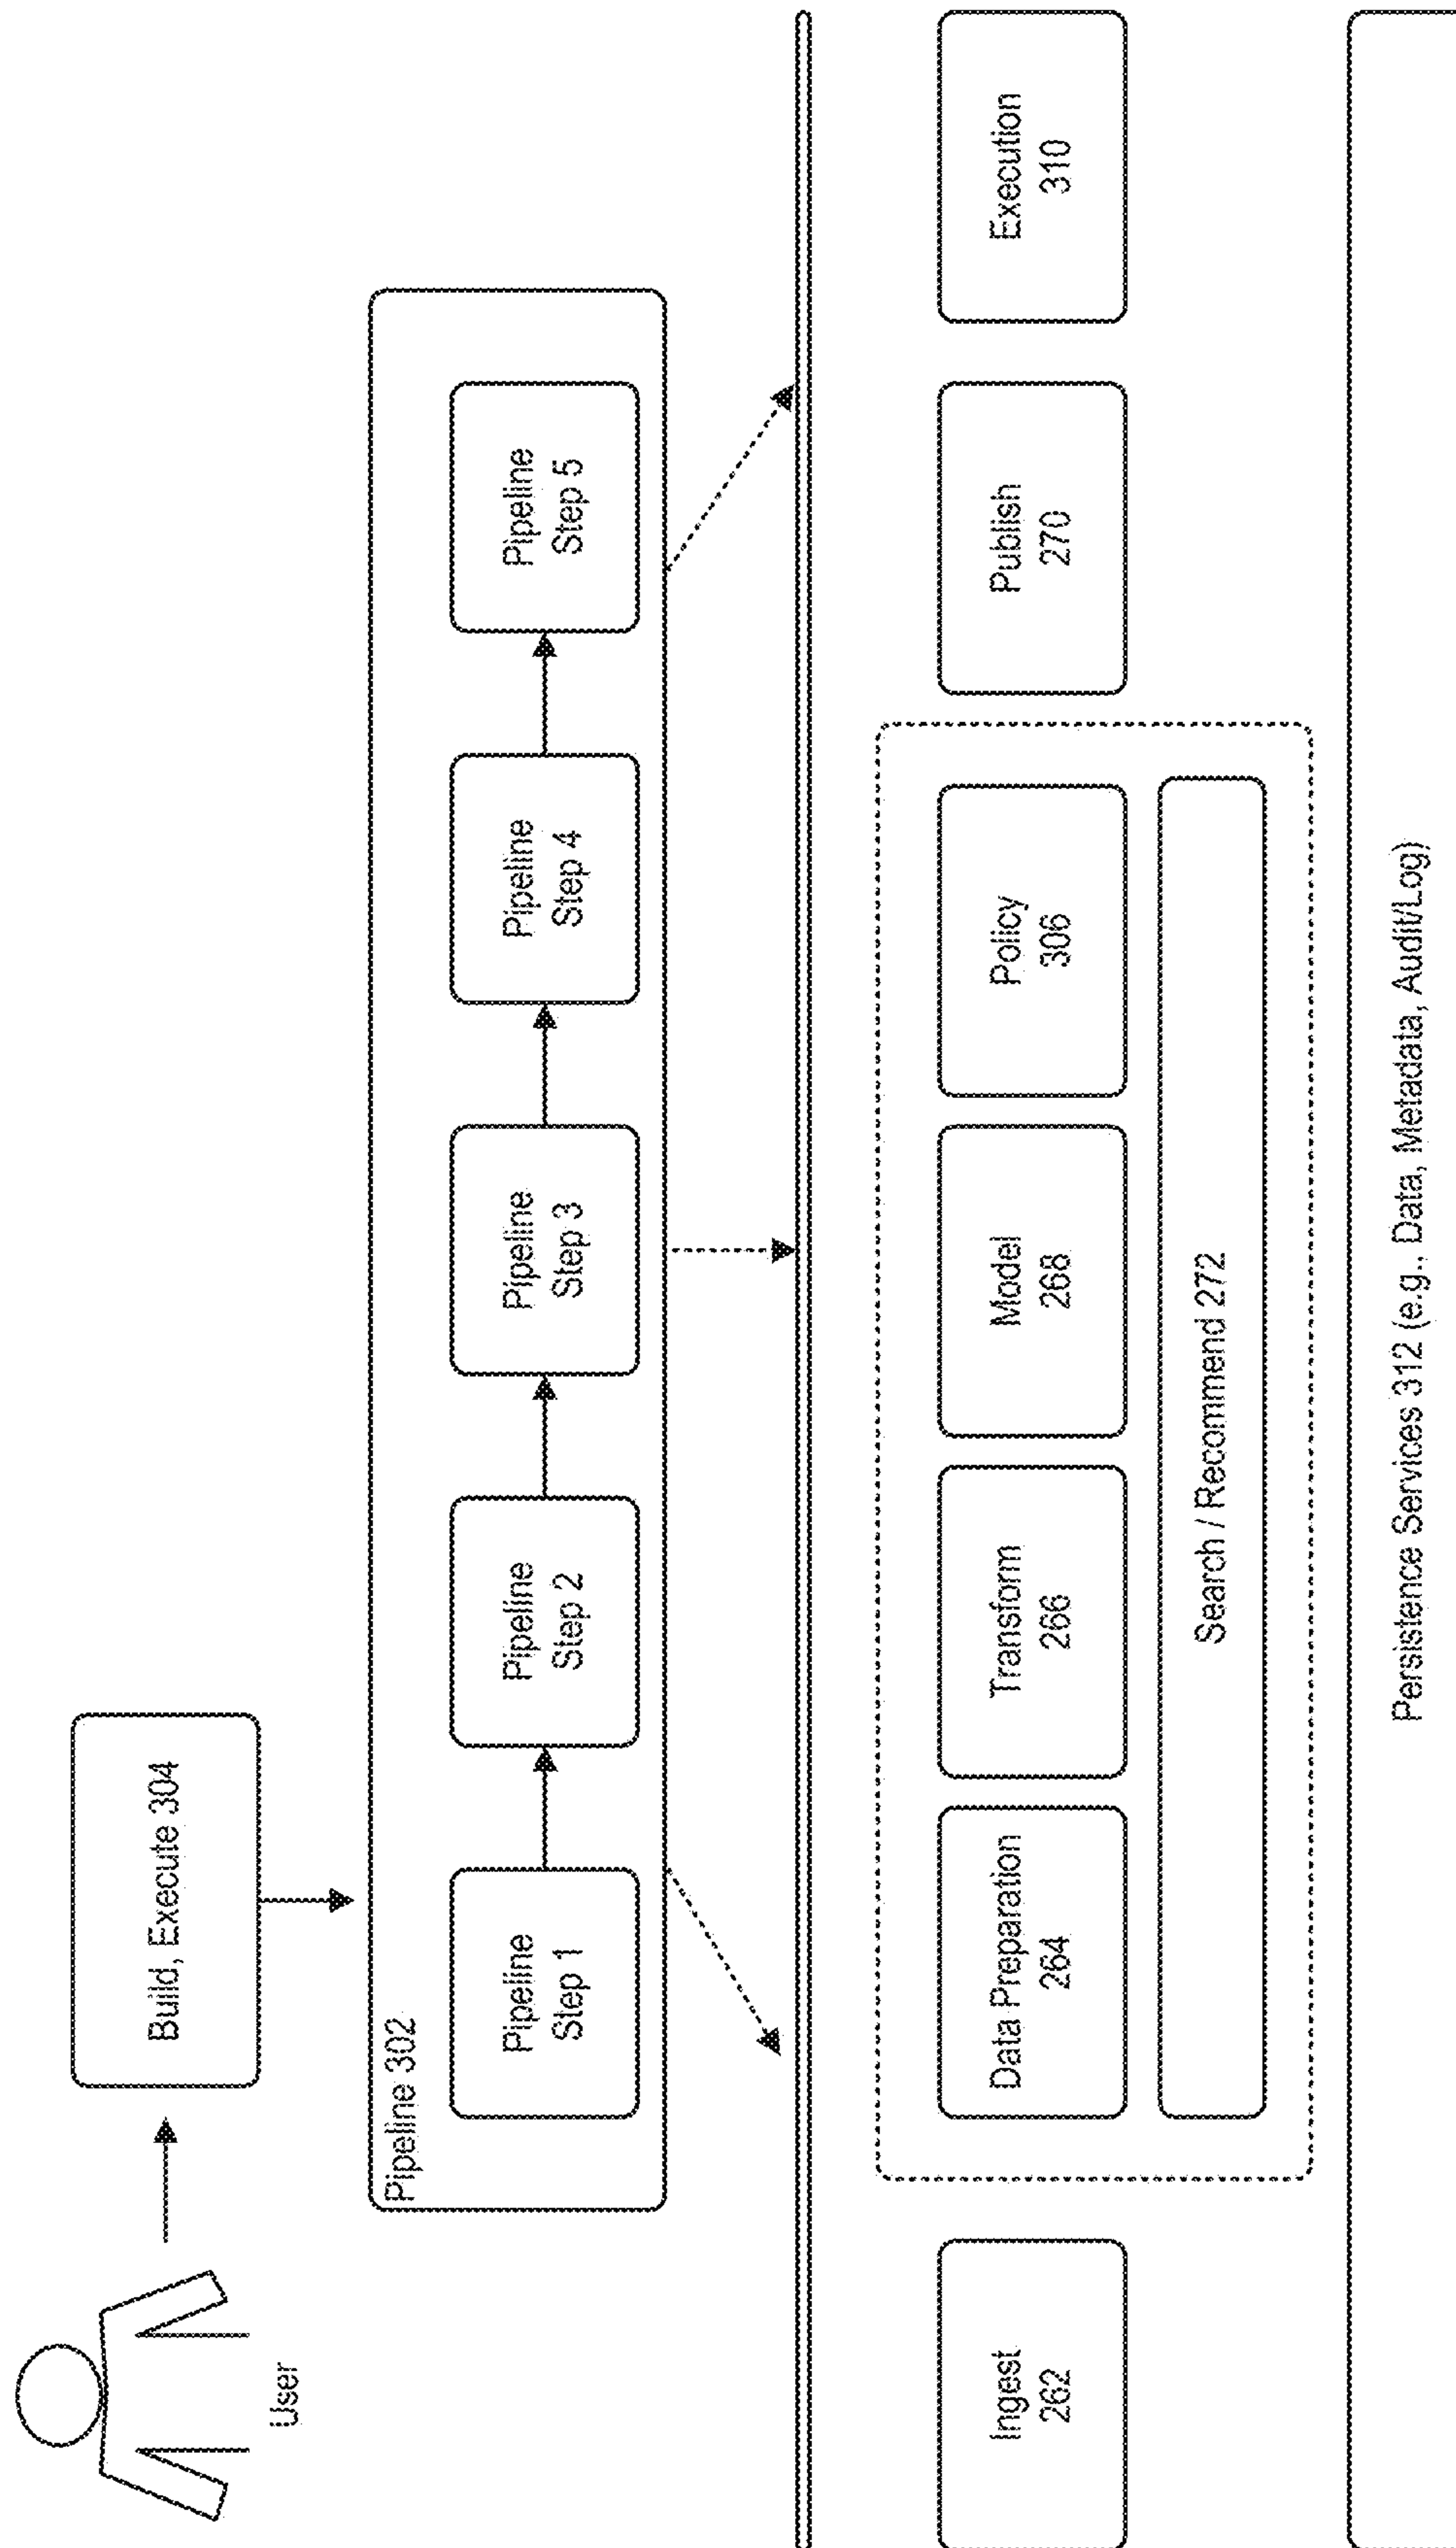 User
Build, Execute 304
Pipeline 302
Pipeline
Step 1
Pipeline
Step 2
Pipeline
Step 3
Pipeline
Step 4
Pipeline
Step 5
Ingest
262
Data Preparation
264
Transform
266
Model
268
Policy
306
Search / Recommend 272
Publish
270
Execution
310
Persistence Services 312 (e.g., Data, Metadata, Audit/Log)